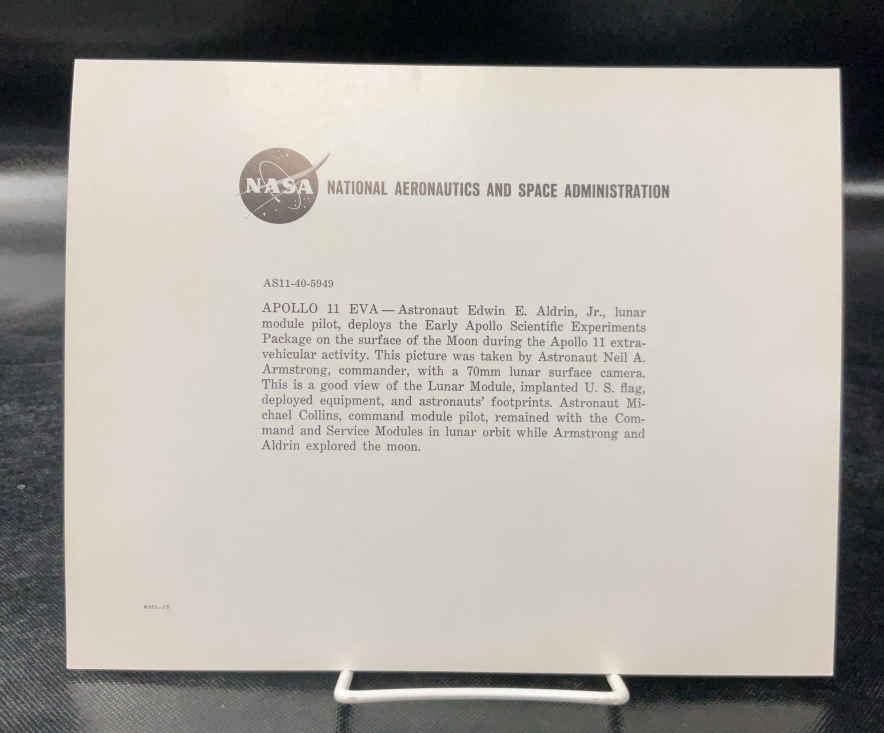 NASA NATIONAL AERONAUTICS AND SPACE ADMINISTRATION
AS11-40-5949
APOLLO 11 EVA — Astronaut Edwin E. Aldrin, Jr., lunar
module pilot, deploys the Early Apollo Scientific Experiments
Package on the surface of the Moon during the Apollo 11 extra-
vehicular activity. This picture was taken by Astronaut Neil A.
Armstrong, commander, with a 70mm lunar surface camera.
This is a good view of the Lunar Module, implanted U. S. flag,
deployed equipment, and astronauts' footprints. Astronaut Mi-
chael Collins, command module pilot, remained with the Com-
mand and Service Modules in lunar orbit while Armstrong and
Aldrin explored the moon.